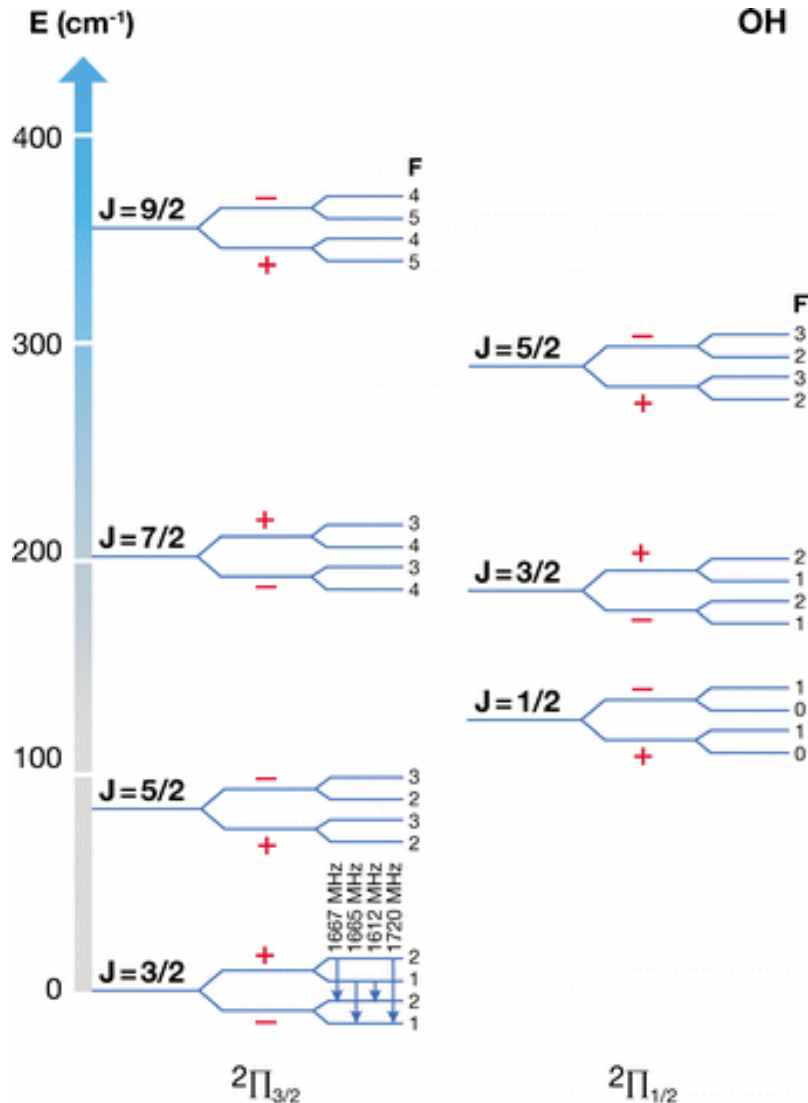 E (cm⁻¹)
OH
400
F
J = 9/2
−
4
5
4
+
5
300
F
J = 5/2
−
3
2
3
+
2
200
J = 7/2
+
3
4
3
−
4
J = 3/2
+
2
1
2
−
1
J = 1/2
−
1
0
1
+
0
100
J = 5/2
−
3
2
3
+
2
1667 MHz
1665 MHz
1612 MHz
1720 MHz
0
J = 3/2
+
2
1
2
−
1
²Π₃/₂
²Π₁/₂